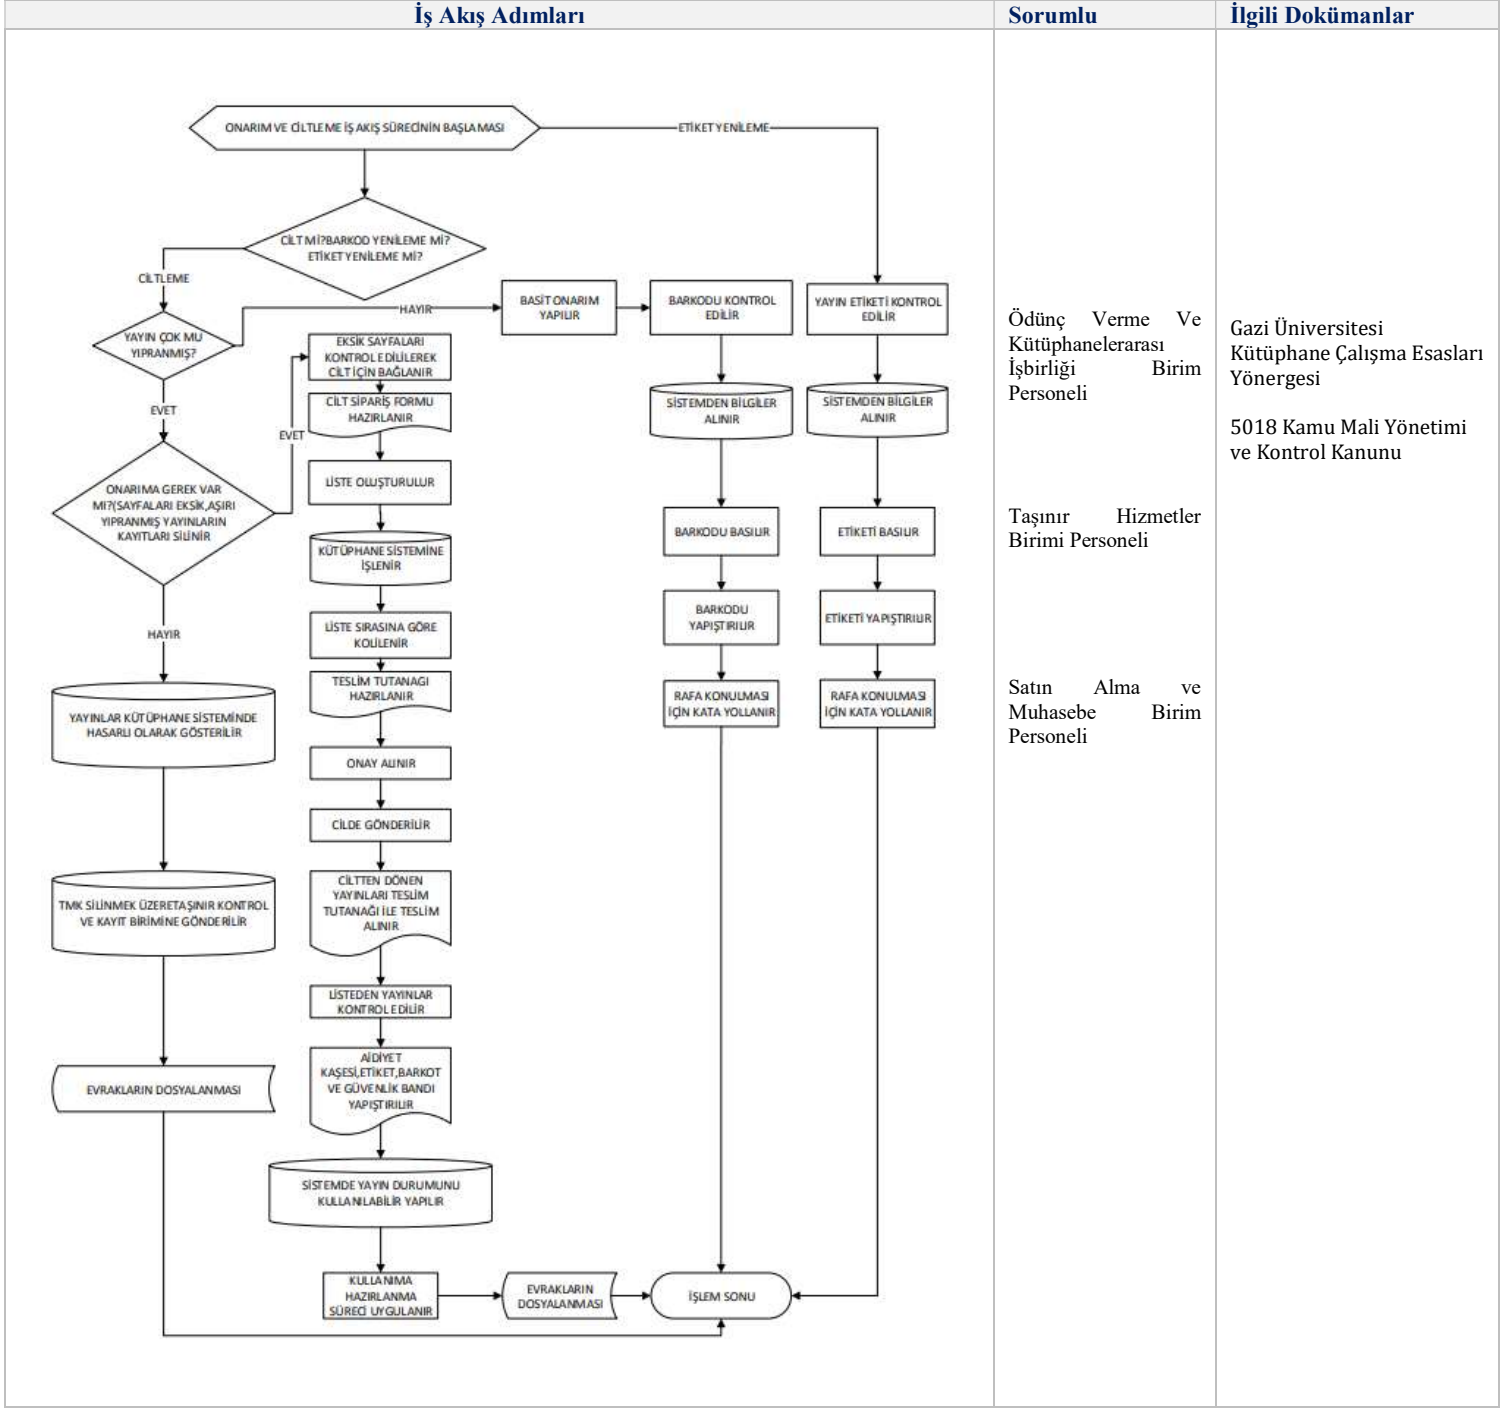 İş Akış Adımları
Sorumlu
İlgili Dokümanlar
ONARIM VE CİLTLEME İŞ AKIŞ SÜRECİNİN BAŞLAMASI
ETİKET YENİLEME
CİLT Mİ?BARKOD YENİLEME Mİ?
ETİKET YENİLEME Mİ?
CİLTLEME
YAYIN ÇOK MU
YIPRANMIŞ?
HAYIR
BASİT ONARIM
YAPILIR
BARKODU KONTROL
EDİLİR
YAYIN ETİKETİ KONTROL
EDİLİR
EVET
ONARIMA GEREK VAR
MI?(SAYFALARI EKSİK,AŞIRI
YIPRANMIŞ YAYINLARIN
KAYITLARI SİLİNİR
EVET
HAYIR
YAYINLAR KÜTÜPHANE SİSTEMİNDE
HASARLI OLARAK GÖSTERİLİR
TMK SİLİNMEK ÜZERETAŞINIR KONTROL
VE KAYIT BİRİMİNE GÖNDERİLİR
EVRAKLARIN DOSYALANMASI
EKSİK SAYFALARI
KONTROL EDİLİLEREK
CİLT İÇİN BAĞLANIR
CİLT SİPARİŞ FORMU
HAZIRLANIR
LİSTE OLUŞTURULUR
KÜTÜPHANE SİSTEMİNE
İŞLENİR
LİSTE SIRASINA GÖRE
KOLİLENİR
TESLİM TUTANAGI
HAZIRLANIR
ONAY ALINIR
CİLDE GÖNDERİLİR
CİLTTEN DÖNEN
YAYINLARI TESLİM
TUTANAĞI İLE TESLİM
ALINIR
LİSTEDEN YAYINLAR
KONTROL EDİLİR
AİDİYET
KAŞESİ,ETİKET,BARKOT
VE GÜVENLİK BANDI
YAPIŞTIRILIR
SİSTEMDE YAYIN DURUMUNU
KULLANILABİLİR YAPILIR
KULLANIMA
HAZIRLANMA
SÜRECİ UYGULANIR
EVRAKLARIN
DOSYALANMASI
İŞLEM SONU
SİSTEMDEN BİLGİLER
ALINIR
BARKODU BASILIR
BARKODU
YAPIŞTIRILIR
RAFA KONULMASI
İÇİN KATA YOLLANIR
SİSTEMDEN BİLGİLER
ALINIR
ETİKETİ BASILIR
ETİKETİ YAPIŞTIRILIR
RAFA KONULMASI
İÇİN KATA YOLLANIR
Ödünç Verme Ve
Kütüphanelerarası
İşbirliği Birim
Personeli
Taşınır Hizmetler
Birimi Personeli
Satın Alma ve
Muhasebe Birim
Personeli
Gazi Üniversitesi
Kütüphane Çalışma Esasları
Yönergesi
5018 Kamu Mali Yönetimi
ve Kontrol Kanunu